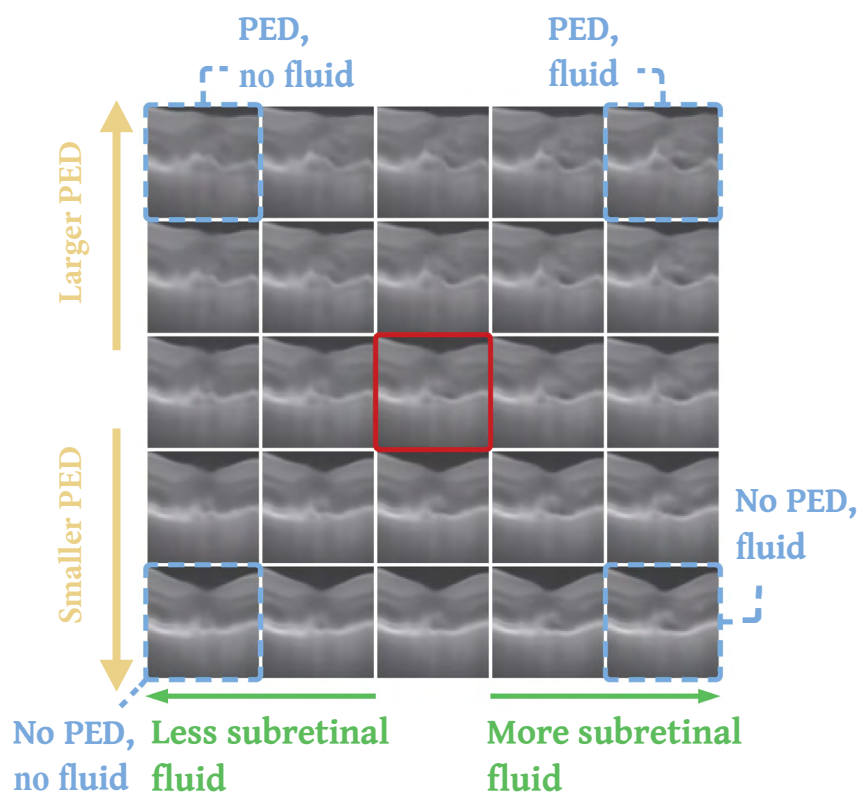 PED,
no fluid
PED,
fluid
Larger PED
Smaller PED
No PED,
fluid
No PED,
no fluid
Less subretinal
fluid
More subretinal
fluid